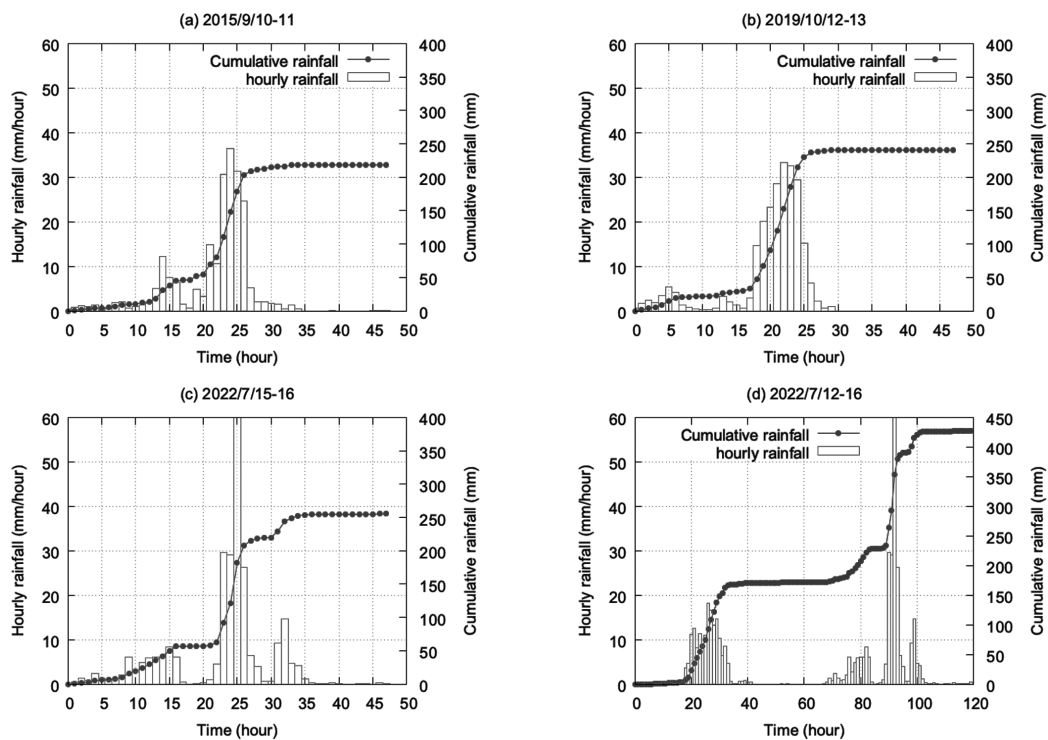 (a) 2015/9/10-11
Cumulative rainfall
hourly rainfall
Hourly rainfall (mm/hour)
60
50
40
30
20
10
0
400
350
300
250
200
150
100
50
0
Cumulative rainfall (mm)
0 5 10 15 20 25 30 35 40 45 50
Time (hour)
(b) 2019/10/12-13
Cumulative rainfall
hourly rainfall
Hourly rainfall (mm/hour)
60
50
40
30
20
10
0
400
350
300
250
200
150
100
50
0
Cumulative rainfall (mm)
0 5 10 15 20 25 30 35 40 45 50
Time (hour)
(c) 2022/7/15-16
Hourly rainfall (mm/hour)
60
50
40
30
20
10
0
400
350
300
250
200
150
100
50
0
Cumulative rainfall (mm)
0 5 10 15 20 25 30 35 40 45 50
Time (hour)
(d) 2022/7/12-16
Cumulative rainfall
hourly rainfall
Hourly rainfall (mm/hour)
60
50
40
30
20
10
0
450
400
350
300
250
200
150
100
50
0
Cumulative rainfall (mm)
0 20 40 60 80 100 120
Time (hour)